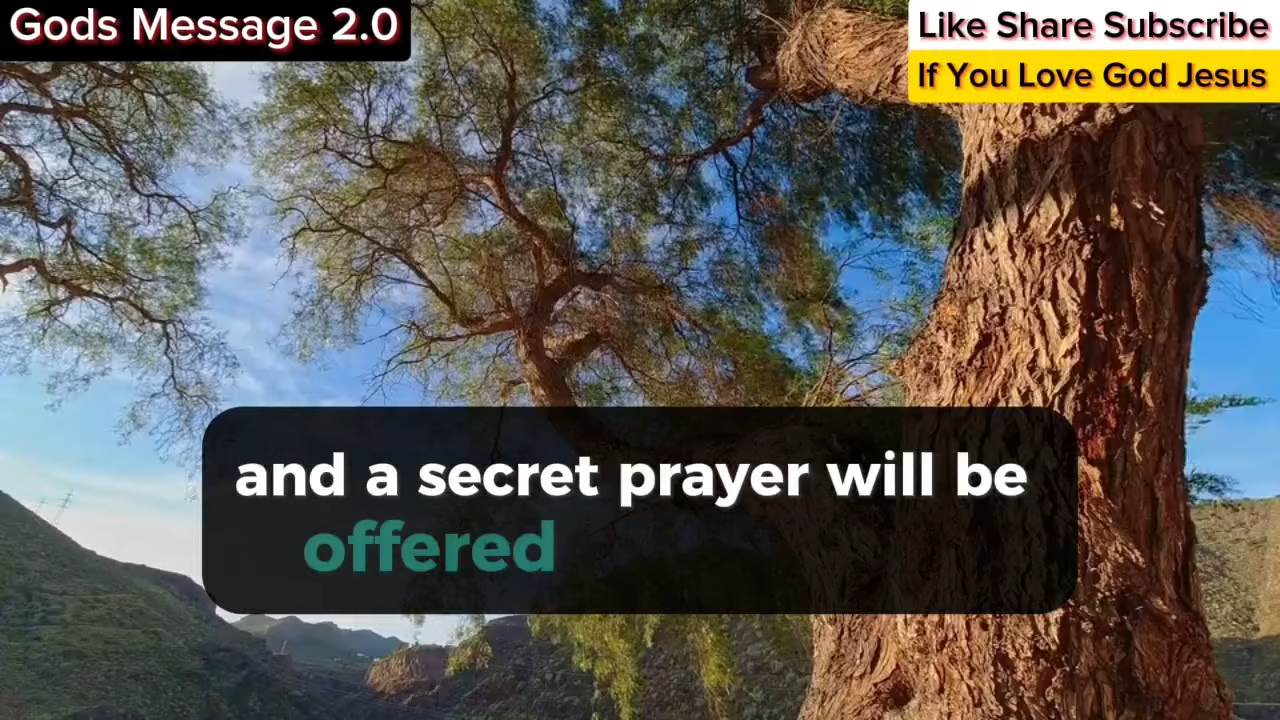 Gods Message 2.0
Like Share Subscribe
If You Love God Jesus
and a secret prayer will be
offered